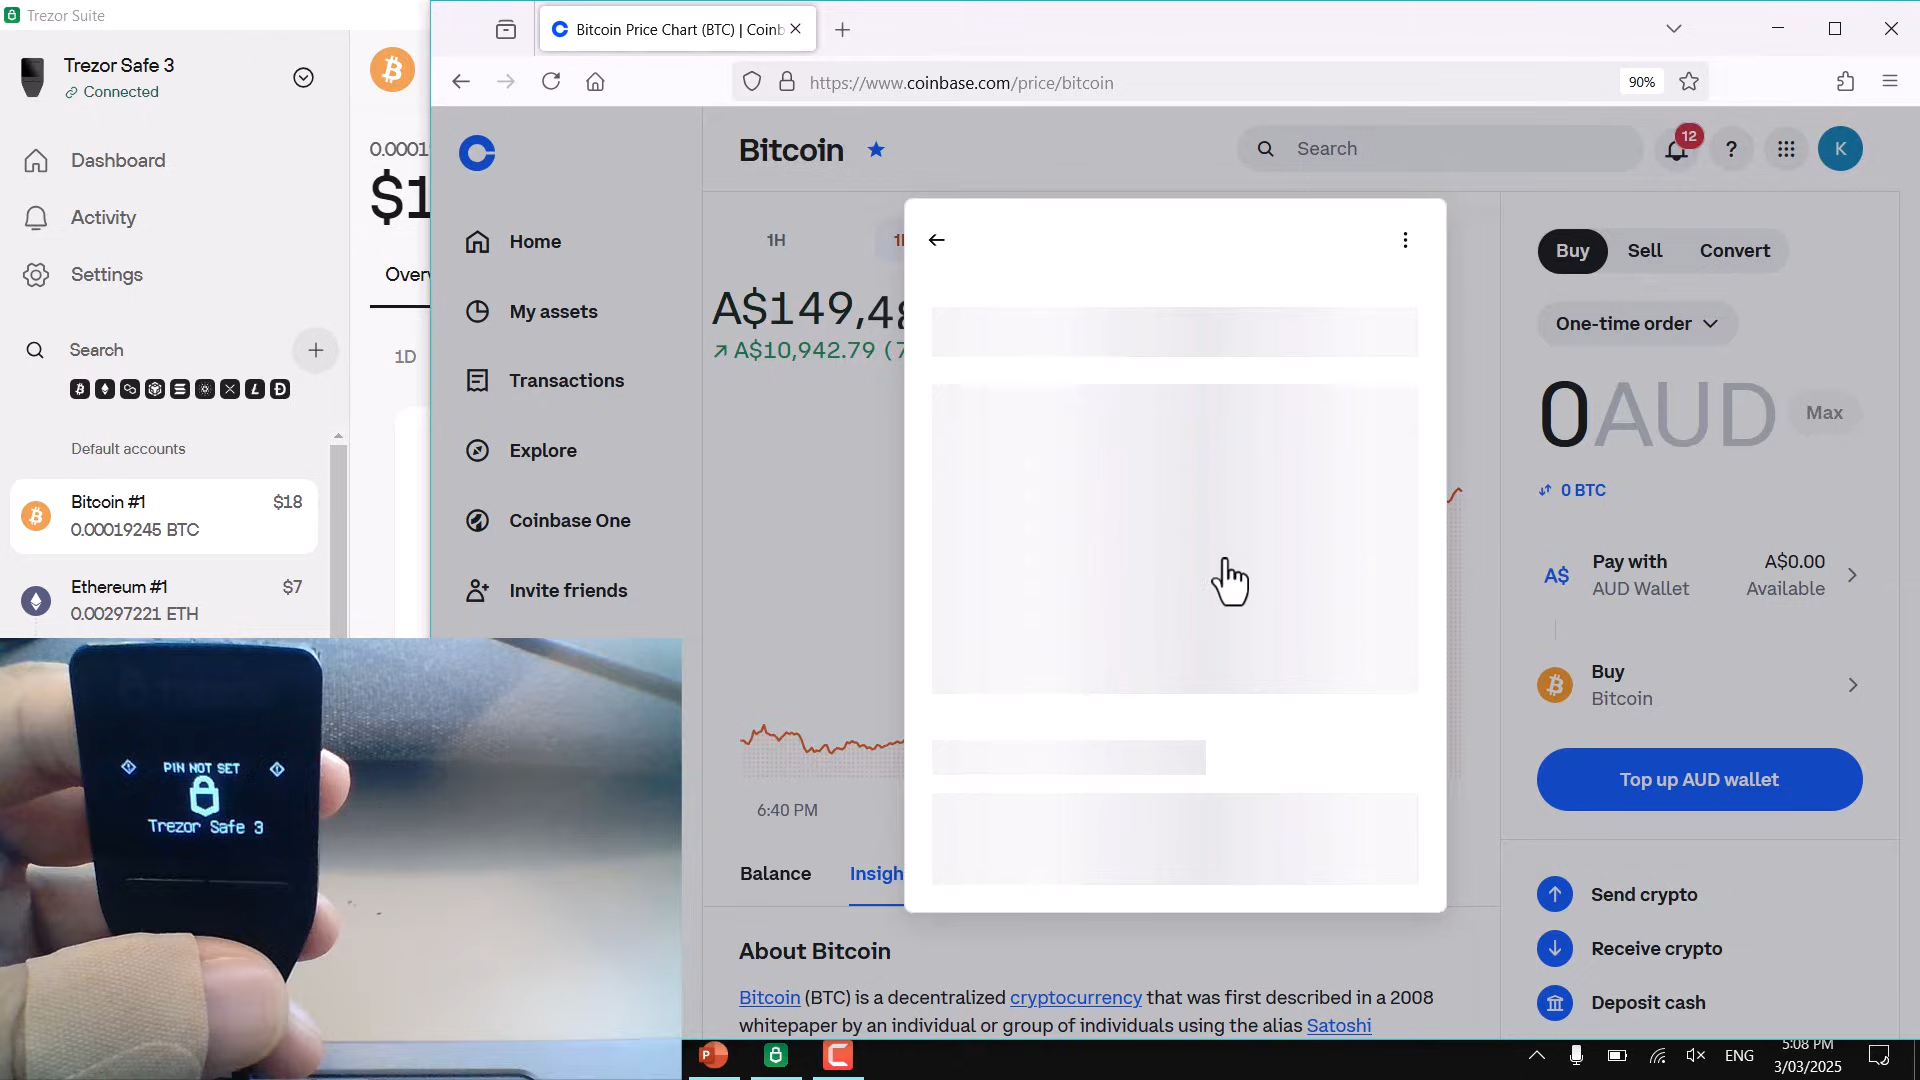 Trezor Suite
Trezor Safe 3
Connected
Dashboard
Activity
Settings
Search
Default accounts
Bitcoin #1
$18
0.00019245 BTC
Ethereum #1
$7
0.00297221 ETH
0.0001
$1
Overv
1D
Bitcoin Price Chart (BTC) | Coinb
https://www.coinbase.com/price/bitcoin
90%
Home
My assets
Transactions
Explore
Coinbase One
Invite friends
Bitcoin
Search
12
?
K
1H
A$149,48
A$10,942.79 (7
6:40 PM
Balance
Insigh
About Bitcoin
Bitcoin (BTC) is a decentralized cryptocurrency that was first described in a 2008
whitepaper by an individual or group of individuals using the alias Satoshi
Buy
Sell
Convert
One-time order
0AUD
Max
0 BTC
A$
Pay with
A$0.00
AUD Wallet
Available
Buy
Bitcoin
Top up AUD wallet
Send crypto
Receive crypto
Deposit cash
PIN NOT SET
Trezor Safe 3
P
ENG
5:08 PM
3/03/2025